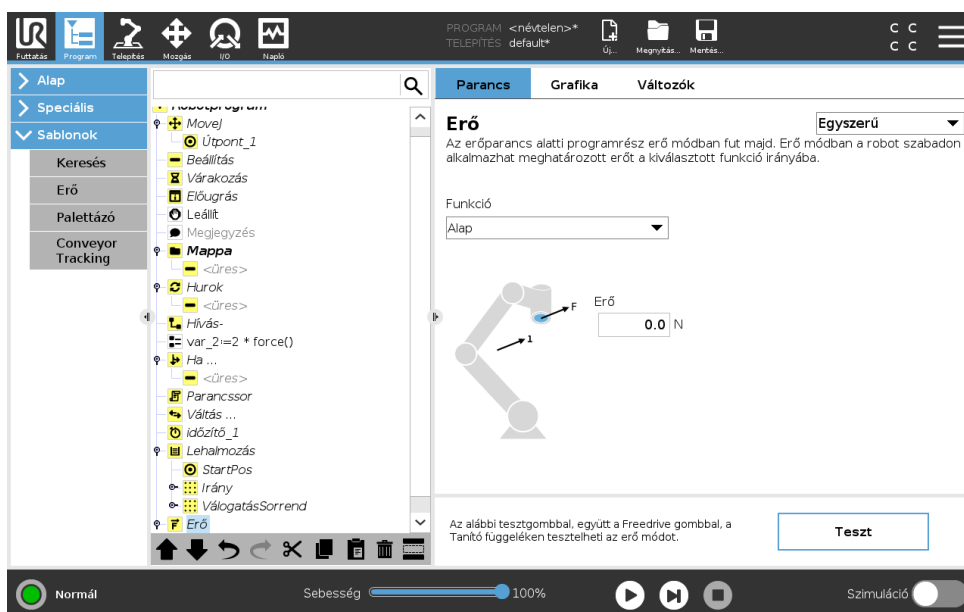 UR
PROGRAM <névtelen>*
TELEPÍTÉS default*
Futtatás Program Telepítés Mozgás I/O Napló
Új... Megnyitás... Mentés...
C C
C C
Alap
Speciális
Sablonok
Keresés
Erő
Palettázó
Conveyor
Tracking
Robotprogram
MoveJ
Útpont_1
Beállítás
Várakozás
Előugrás
Leállít
Megjegyzés
Mappa
<üres>
Hurok
<üres>
Hívás-
var_2≔2 * force()
Ha ...
<üres>
Parancssor
Váltás ...
időzítő_1
Lehalmozás
StartPos
Irány
VálogatásSorrend
Erő
Parancs Grafika Változók
Erő
Egyszerű
Az erőparancs alatti programrész erő módban fut majd. Erő módban a robot szabadon
alkalmazhat meghatározott erőt a kiválasztott funkció irányába.
Funkció
Alap
F
1
Erő
0.0 N
Az alábbi tesztgombbal, együtt a Freedrive gombbal, a
Tanító függeléken tesztelheti az erő módot.
Teszt
Normál
Sebesség 100%
Szimuláció